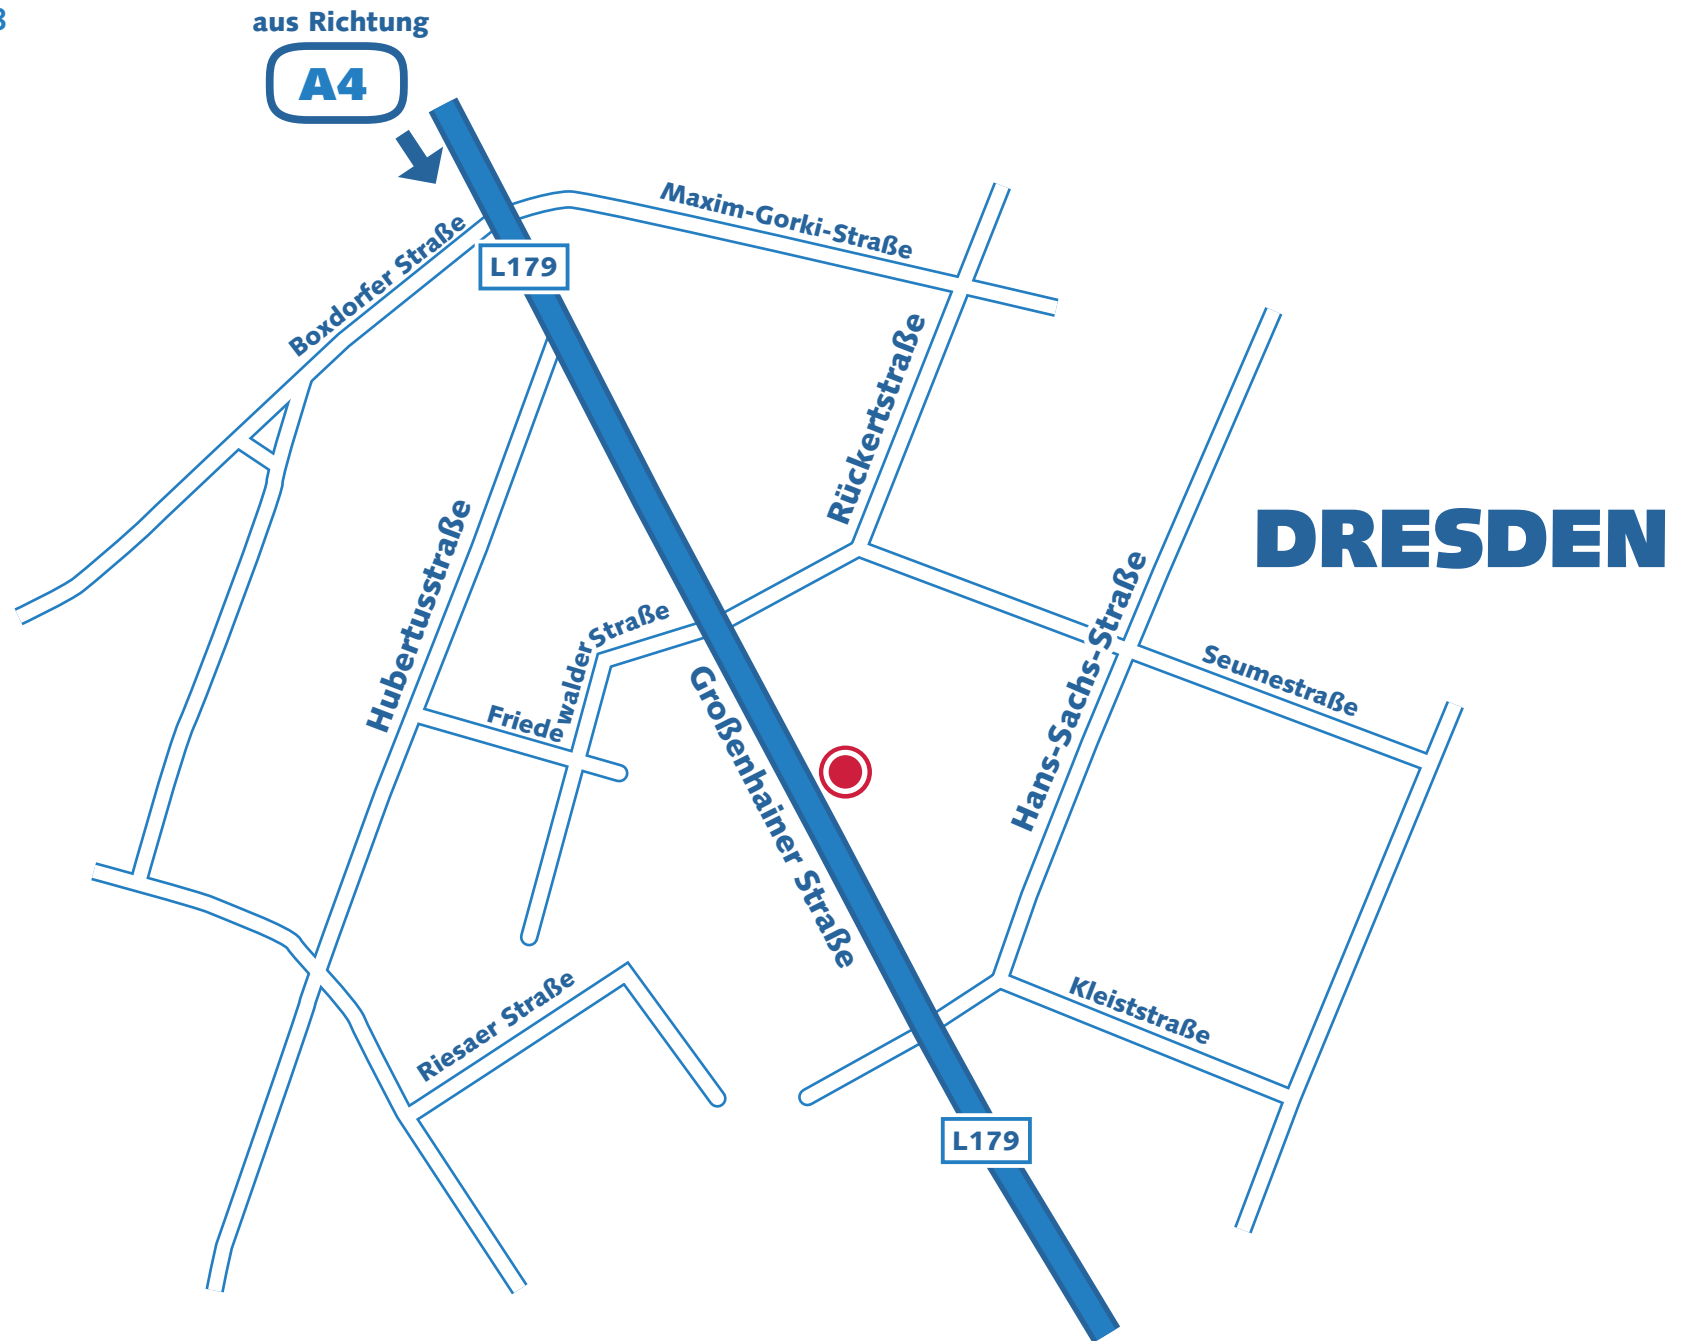 3
aus Richtung
A4
Maxim-Gorki-Straße
Boxdorfer Straße
L179
Rückertstraße
DRESDEN
Hubertusstraße
Hans-Sachs-Straße
Friedewalder Straße
Seumestraße
Großenhainer Straße
Riesaer Straße
Kleiststraße
L179